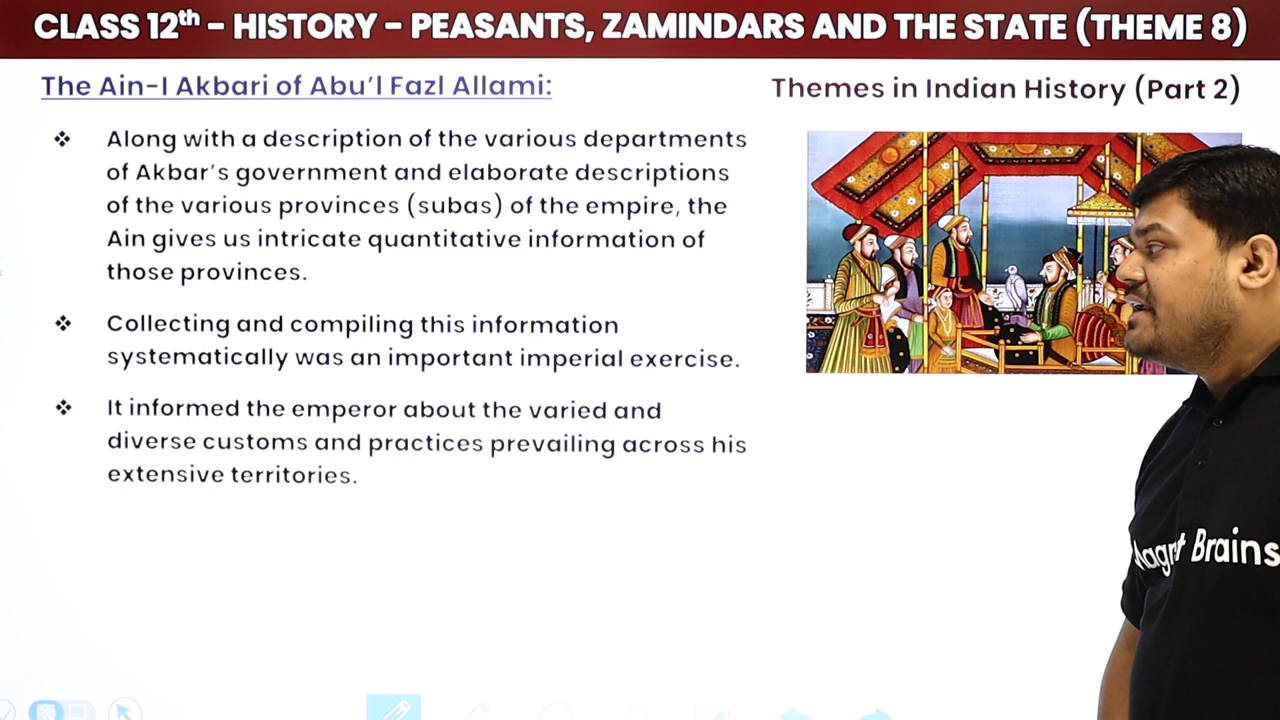 CLASS 12th – HISTORY – PEASANTS, ZAMINDARS AND THE STATE (THEME 8)
The Ain-I Akbari of Abu'l Fazl Allami:
Themes in Indian History (Part 2)
❖ Along with a description of the various departments
of Akbar's government and elaborate descriptions
of the various provinces (subas) of the empire, the
Ain gives us intricate quantitative information of
those provinces.
❖ Collecting and compiling this information
systematically was an important imperial exercise.
❖ It informed the emperor about the varied and
diverse customs and practices prevailing across his
extensive territories.
Brains